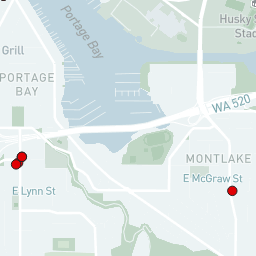 Portage Bay
Husky S
Stad
Grill
PORTAGE
BAY
WA 520
MONTLAKE
E McGraw St
E Lynn St